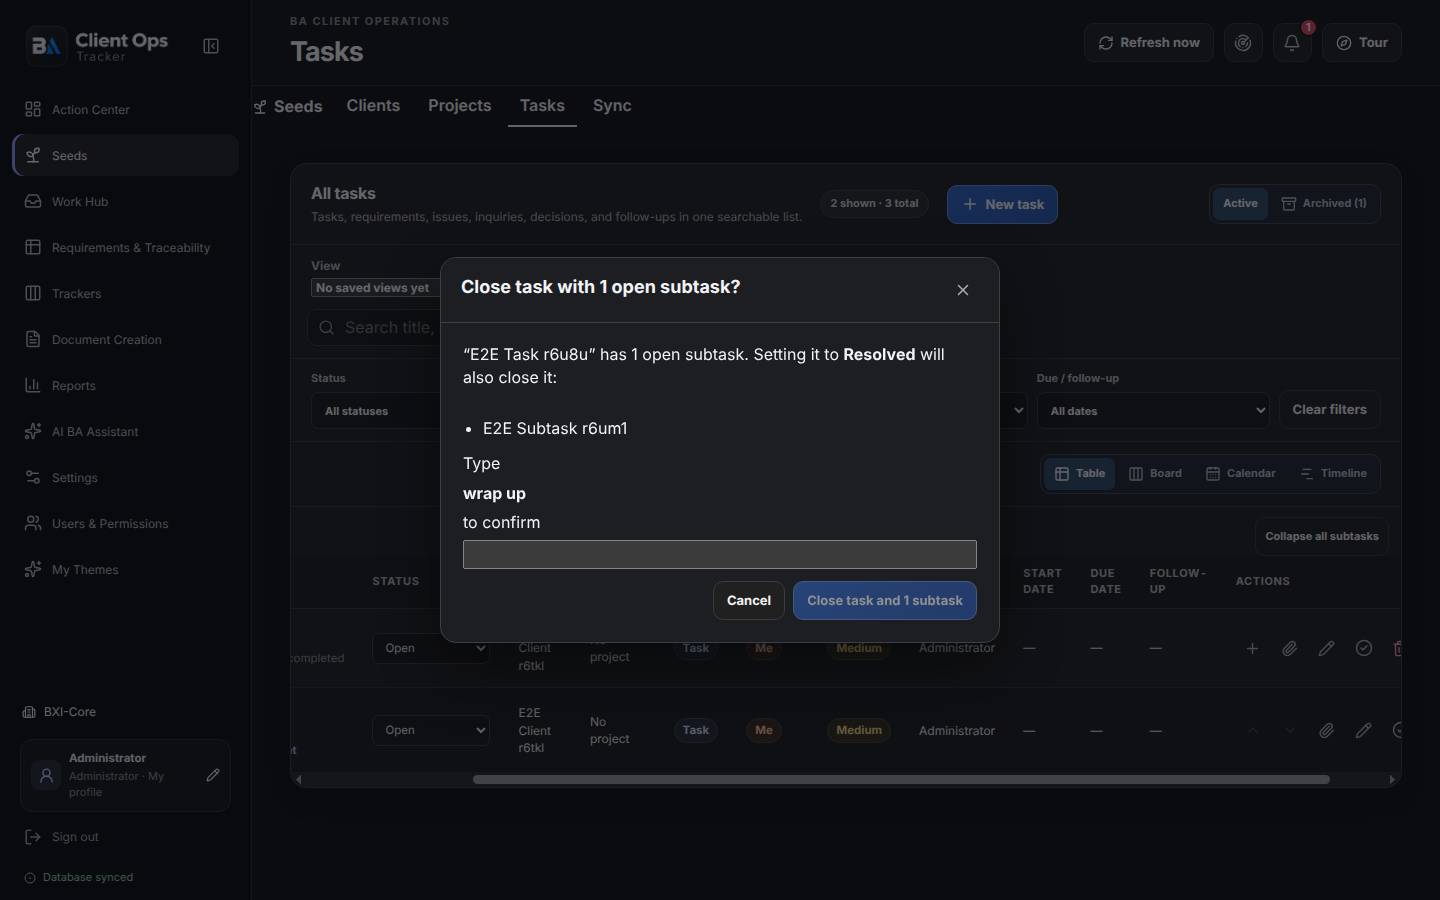 BA CLIENT OPERATIONS
BA Client Ops
Tracker
Tasks
Refresh now
1
Tour
Seeds
Clients
Projects
Tasks
Sync
Action Center
Seeds
Work Hub
Requirements & Traceability
Trackers
Document Creation
Reports
AI BA Assistant
Settings
Users & Permissions
My Themes
BXI-Core
Administrator
Administrator · My
profile
Sign out
Database synced
All tasks
Tasks, requirements, issues, inquiries, decisions, and follow-ups in one searchable list.
2 shown · 3 total
New task
Active
Archived (1)
View
No saved views yet
Search title,
Status
All statuses
Due / follow-up
All dates
Clear filters
Table
Board
Calendar
Timeline
Collapse all subtasks
Close task with 1 open subtask?
“E2E Task r6u8u” has 1 open subtask. Setting it to Resolved will
also close it:
• E2E Subtask r6um1
Type
wrap up
to confirm
Cancel
Close task and 1 subtask
STATUS
START
DATE
DUE
DATE
FOLLOW-
UP
ACTIONS
completed
Open
Client
r6tkl
project
Task
Me
Medium
Administrator
—
—
—
Open
E2E
Client
r6tkl
No
project
Task
Me
Medium
Administrator
—
—
—